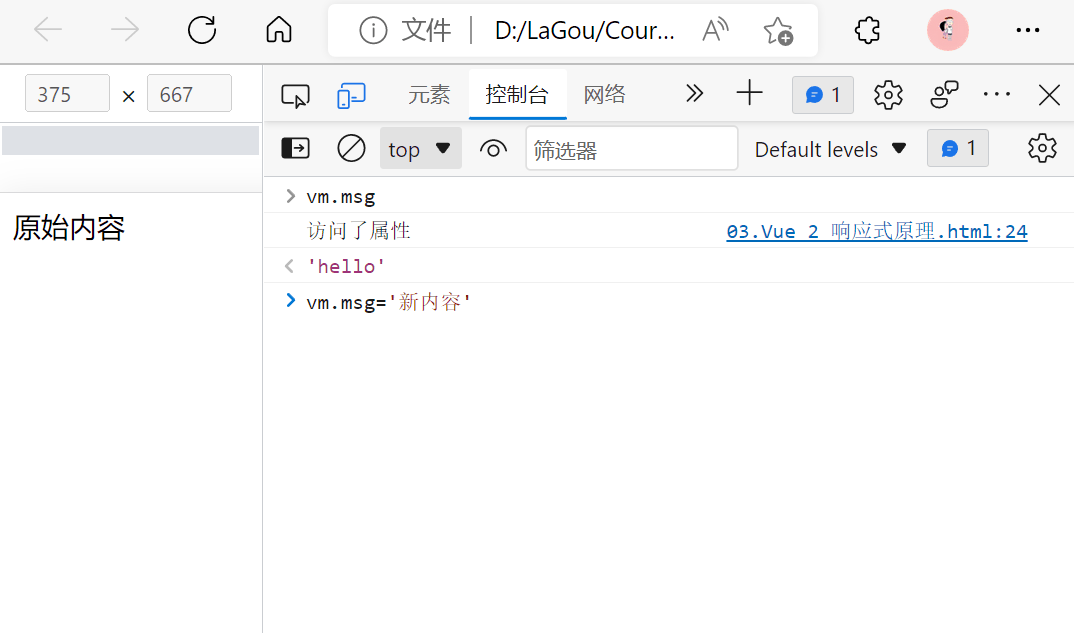 文件 D:/LaGou/Cour...
375 × 667
元素 控制台 网络 1
top 筛选器 Default levels 1
原始内容
vm.msg
访问了属性 03.Vue 2 响应式原理.html:24
'hello'
vm.msg='新内容'